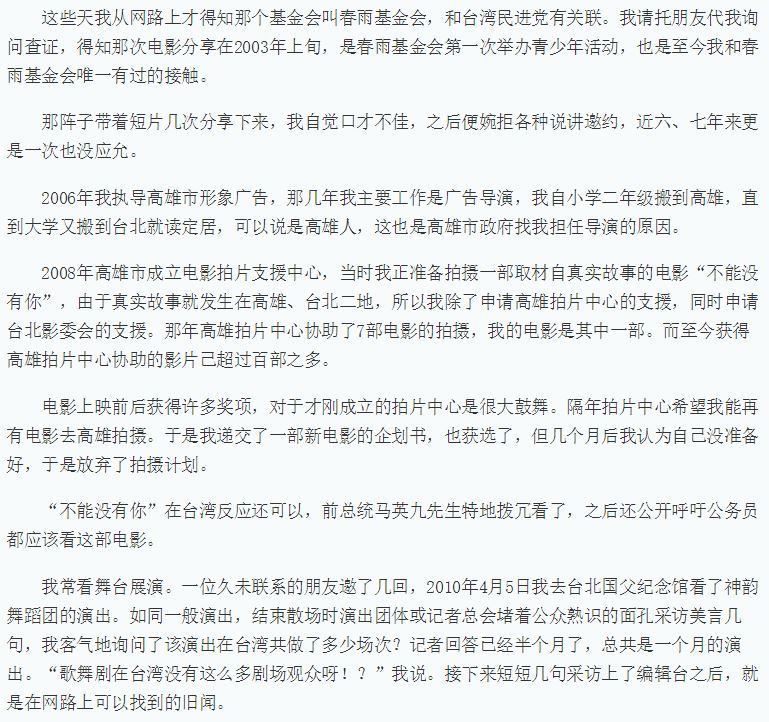 这些天我从网路上才得知那个基金会叫春雨基金会，和台湾民进党有关联。我请托朋友代我询
问查证，得知那次电影分享在2003年上旬，是春雨基金会第一次举办青少年活动，也是至今我和春
雨基金会唯一有过的接触。
那阵子带着短片几次分享下来，我自觉口才不佳，之后便婉拒各种说讲邀约，近六、七年来更
是一次也没应允。
2006年我执导高雄市形象广告，那几年我主要工作是广告导演，我自小学二年级搬到高雄，直
到大学又搬到台北就读定居，可以说是高雄人，这也是高雄市政府找我担任导演的原因。
2008年高雄市成立电影拍片支援中心，当时我正准备拍摄一部取材自真实故事的电影“不能没
有你”，由于真实故事就发生在高雄、台北二地，所以我除了申请高雄拍片中心的支援，同时申请
台北影委会的支援。那年高雄拍片中心协助了7部电影的拍摄，我的电影是其中一部。而至今获得
高雄拍片中心协助的影片己超过百部之多。
电影上映前后获得许多奖项，对于才刚成立的拍片中心是很大鼓舞。隔年拍片中心希望我能再
有电影去高雄拍摄。于是我递交了一部新电影的企划书，也获选了，但几个月后我认为自己没准备
好，于是放弃了拍摄计划。
“不能没有你”在台湾反应还可以，前总统马英九先生特地拨冗看了，之后还公开呼吁公务员
都应该看这部电影。
我常看舞台展演。一位久未联系的朋友邀了几回，2010年4月5日我去台北国父纪念馆看了神韵
舞蹈团的演出。如同一般演出，结束散场时演出团体或记者总会堵着公众熟识的面孔采访美言几
句，我客气地询问了该演出在台湾共做了多少场次？记者回答已经半个月了，总共是一个月的演
出。“歌舞剧在台湾没有这么多剧场观众呀！？”我说。接下来短短几句采访上了编辑台之后，就
是在网路上可以找到的旧闻。